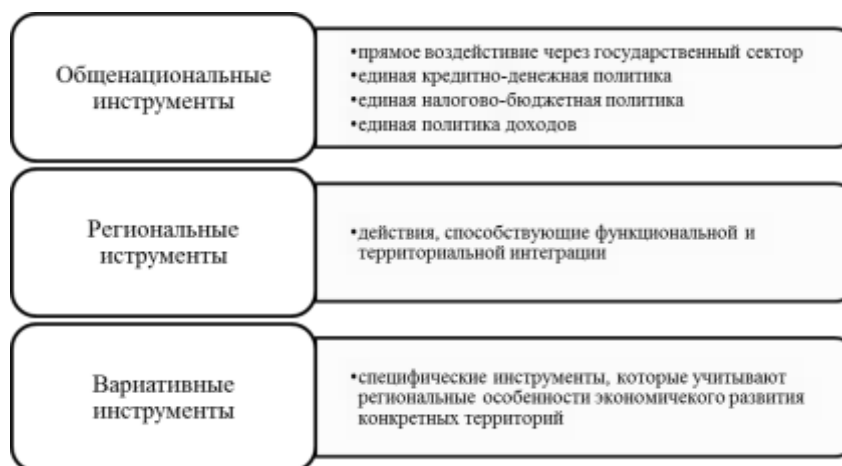 Общенациональные
инструменты
•прямое воздействие через государственный сектор
•единая кредитно-денежная политика
•единая налогово-бюджетная политика
•единая политика доходов
Региональные
иструменты
•действия, способствующие функциональной и
территориальной интеграции
Вариативные
инструменты
•специфические инструменты, которые учитывают
региональные особенности экономичекого развития
конкретных территорий